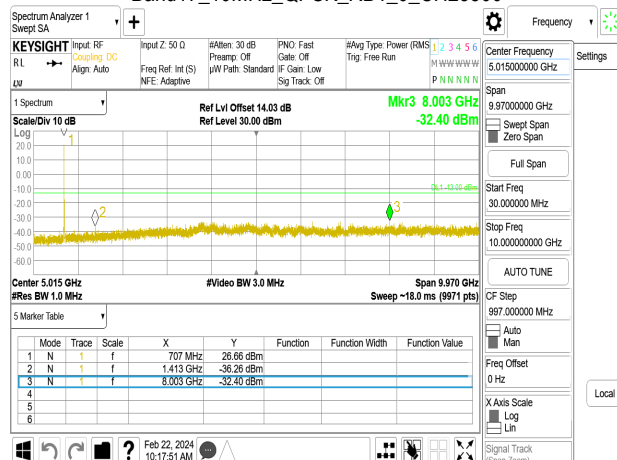 Spectrum Analyzer 1
Swept SA
Frequency
KEYSIGHT Input: RF Input Z: 50 Ω #Atten: 30 dB PNO: Fast #Avg Type: Power (RMS 1 2 3 4 5 6
RL Coupling: DC Preamp: Off Gate: Off Trig: Free Run M W W W W W
Align: Auto Freq Ref: Int (S) µW Path: Standard IF Gain: Low
NFE: Adaptive Sig Track: Off P N N N N N
Center Frequency
5.015000000 GHz
Settings
Span
9.97000000 GHz
Swept Span
Zero Span
Full Span
Start Freq
30.000000 MHz
Stop Freq
10.000000000 GHz
AUTO TUNE
CF Step
997.000000 MHz
Auto
Man
Freq Offset
0 Hz
X Axis Scale
Log
Lin
Local
Signal Track
1 Spectrum
Ref Lvl Offset 14.03 dB Mkr3 8.003 GHz
Scale/Div 10 dB Ref Level 30.00 dBm -32.40 dBm
Log
1
20.0
10.0
0.00
-10.0
DL1 -13.00 dBm
-20.0
2
3
-30.0
-40.0
-50.0
-60.0
Center 5.015 GHz #Video BW 3.0 MHz Span 9.970 GHz
#Res BW 1.0 MHz Sweep ~18.0 ms (9971 pts)
5 Marker Table
Mode Trace Scale X Y Function Function Width Function Value
1 N 1 f 707 MHz 26.66 dBm
2 N 1 f 1.413 GHz -36.26 dBm
3 N 1 f 8.003 GHz -32.40 dBm
4
5
6
?
Feb 22, 2024
10:17:51 AM